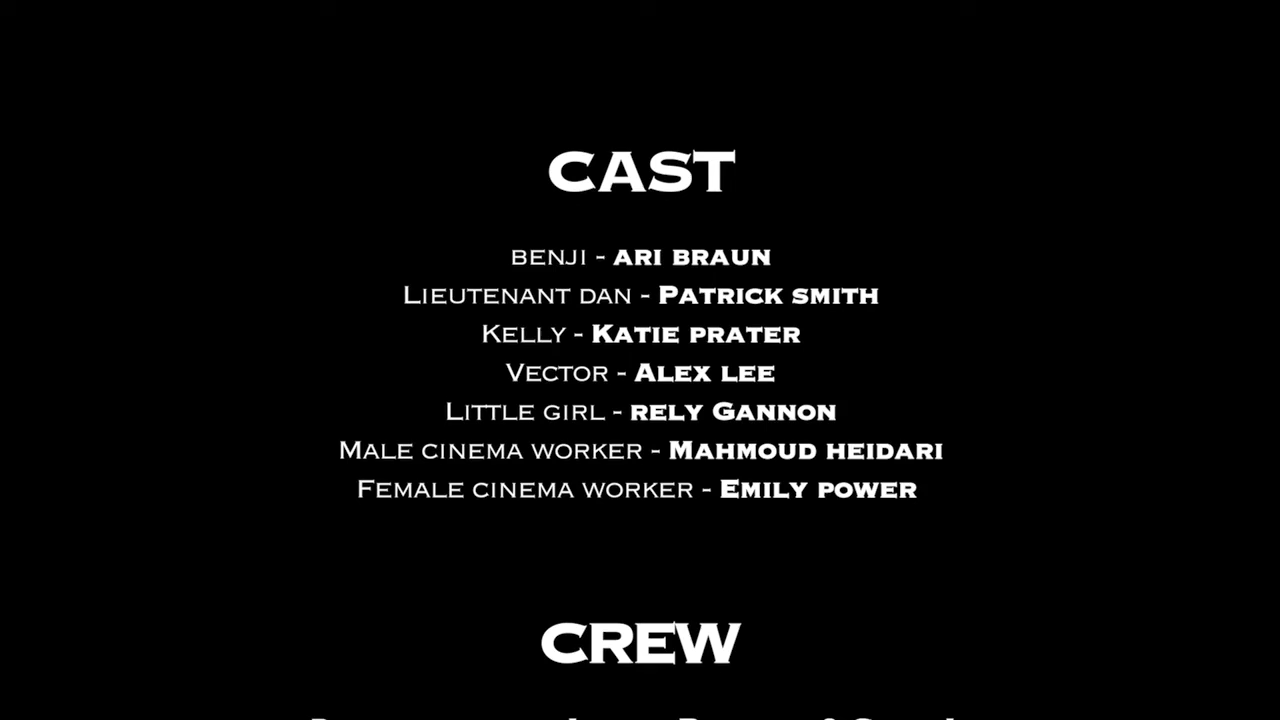 CAST
BENJI - ARI BRAUN
LIEUTENANT DAN - PATRICK SMITH
KELLY - KATIE PRATER
VECTOR - ALEX LEE
LITTLE GIRL - RELY GANNON
MALE CINEMA WORKER - MAHMOUD HEIDARI
FEMALE CINEMA WORKER - EMILY POWER
CREW